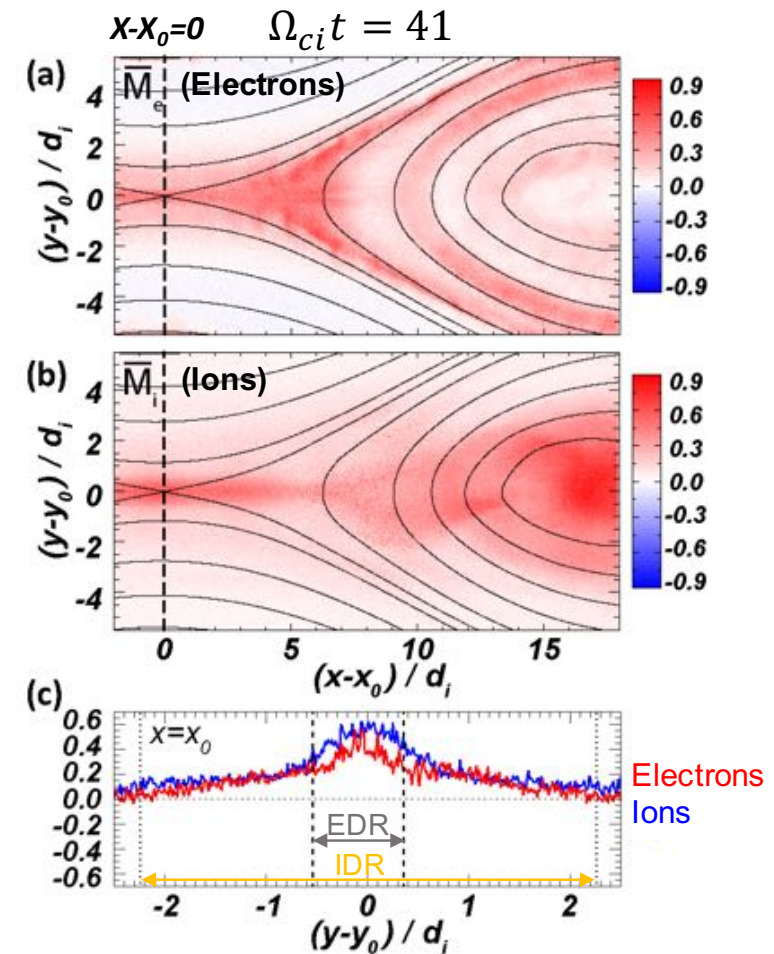 X-X₀=0 Ω_{ci}t = 41
(a)
M̅ₑ (Electrons)
(y-y₀) / dᵢ
4
2
0
-2
-4
0.9
0.6
0.3
0.0
-0.3
-0.6
-0.9
(b)
M̅ᵢ (Ions)
(y-y₀) / dᵢ
4
2
0
-2
-4
0.9
0.6
0.3
0.0
-0.3
-0.6
-0.9
0 5 10 15
(x-x₀) / dᵢ
(c)
x=x₀
0.6
0.4
0.2
0.0
-0.2
-0.4
-0.6
Electrons
Ions
EDR
IDR
-2 -1 0 1 2
(y-y₀) / dᵢ